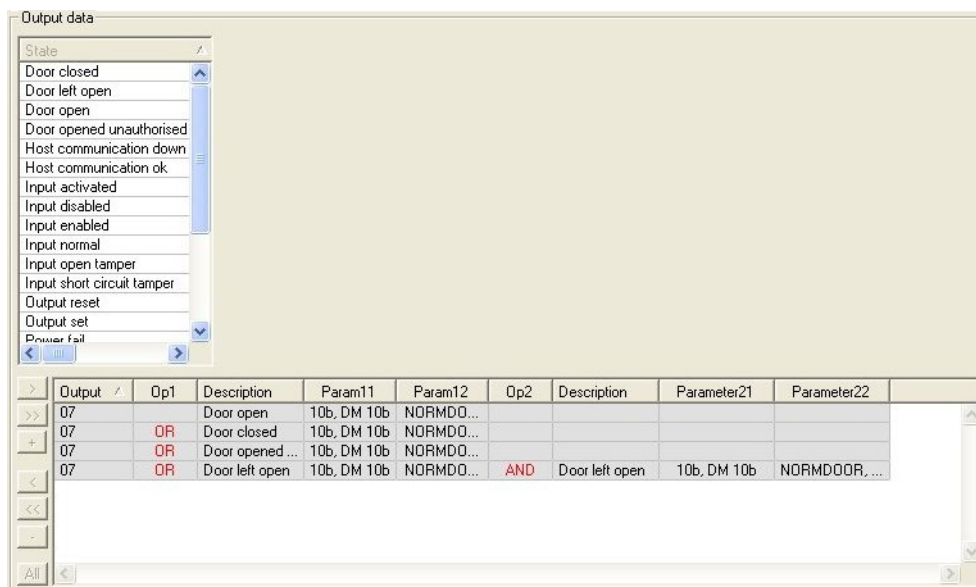 Output data
State
Door closed
Door left open
Door open
Door opened unauthorised
Host communication down
Host communication ok
Input activated
Input disabled
Input enabled
Input normal
Input open tamper
Input short circuit tamper
Output reset
Output set
Power fail
> Output Op1 Description Param11 Param12 Op2 Description Parameter21 Parameter22
>> 07 Door open 10b, DM 10b NORMDO...
07 OR Door closed 10b, DM 10b NORMDO...
+ 07 OR Door opened ... 10b, DM 10b NORMDO...
07 OR Door left open 10b, DM 10b NORMDO... AND Door left open 10b, DM 10b NORMDOOR, ...
<
<<
-
All